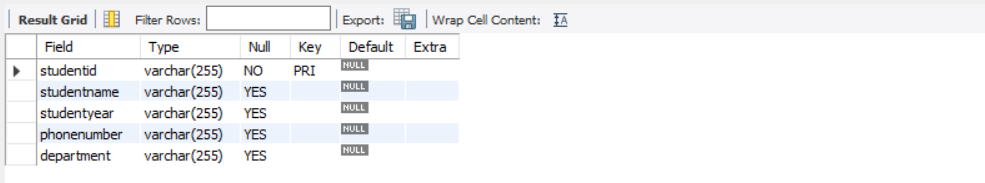 Result Grid Filter Rows: Export: Wrap Cell Content: IA
Field Type Null Key Default Extra
studentid varchar(255) NO PRI NULL
studentname varchar(255) YES NULL
studentyear varchar(255) YES NULL
phonenumber varchar(255) YES NULL
department varchar(255) YES NULL